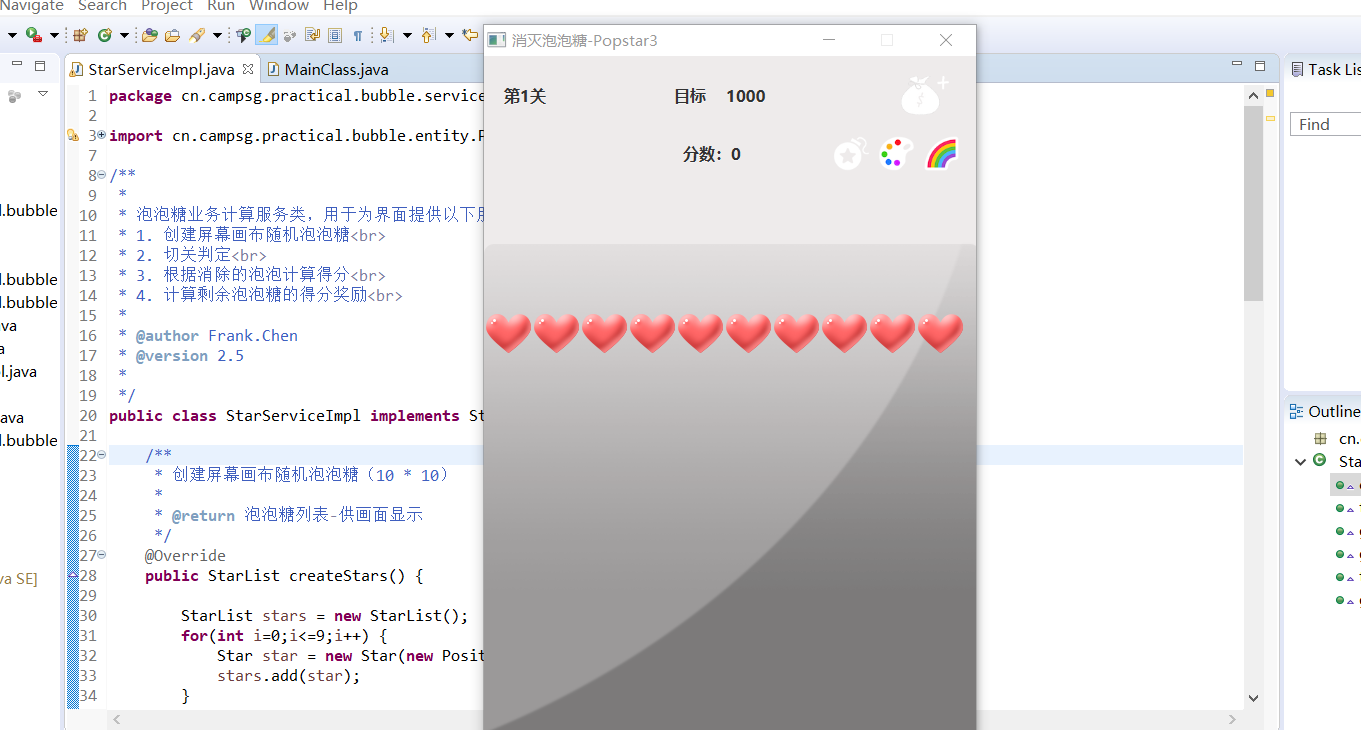 Navigate Search Project Run Window Help
StarServiceImpl.java MainClass.java
消灭泡泡糖-Popstar3
第1关 目标 1000
分数: 0
Task Lis
Find
Outline
cn.
Sta
l.bubble
l.bubble
l.bubble
ava
a
l.java
ava
l.bubble
va SE]
1 package cn.campsg.practical.bubble.service
2
3 import cn.campsg.practical.bubble.entity.P
7
8 /**
9 *
10 * 泡泡糖业务计算服务类，用于为界面提供以下
11 * 1. 创建屏幕画布随机泡泡糖<br>
12 * 2. 切关判定<br>
13 * 3. 根据消除的泡泡计算得分<br>
14 * 4. 计算剩余泡泡糖的得分奖励<br>
15 *
16 * @author Frank.Chen
17 * @version 2.5
18 *
19 */
20 public class StarServiceImpl implements St
21
22 /**
23 * 创建屏幕画布随机泡泡糖（10 * 10）
24 *
25 * @return 泡泡糖列表-供画面显示
26 */
27 @Override
28 public StarList createStars() {
29
30 StarList stars = new StarList();
31 for(int i=0;i<=9;i++) {
32 Star star = new Star(new Posit
33 stars.add(star);
34 }